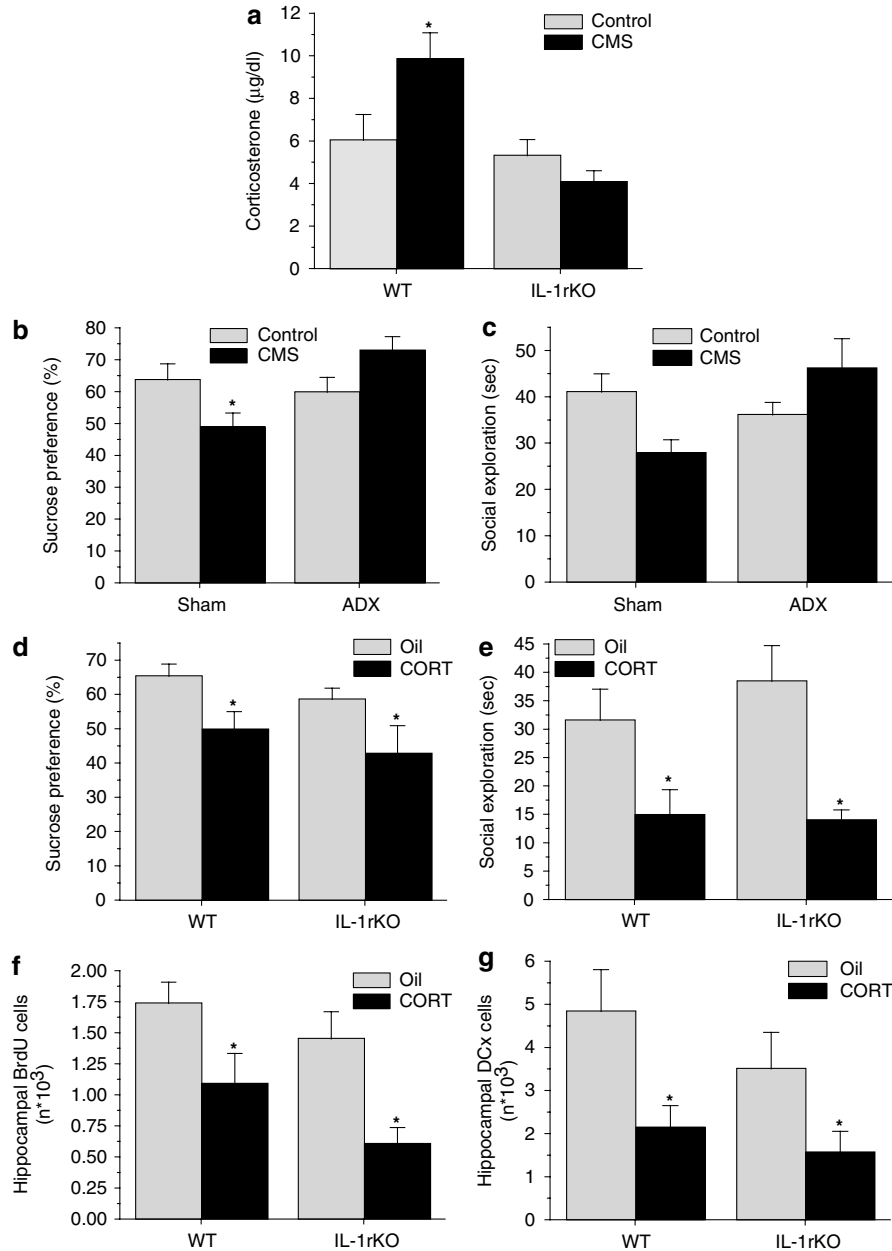 a
Corticosterone (µg/dl)
12
10
8
6
4
2
0
*
Control
CMS
WT
IL-1rKO
b
Sucrose preference (%)
80
70
60
50
40
30
20
10
0
Control
CMS
*
Sham
ADX
c
Social exploration (sec)
50
40
30
20
10
0
Control
CMS
Sham
ADX
d
Sucrose preference (%)
70
60
50
40
30
20
10
0
Oil
CORT
*
*
WT
IL-1rKO
e
Social exploration (sec)
45
40
35
30
25
20
15
10
5
0
Oil
CORT
*
*
WT
IL-1rKO
f
Hippocampal BrdU cells
(n*10³)
2.00
1.75
1.50
1.25
1.00
0.75
0.50
0.25
0.00
Oil
CORT
*
*
WT
IL-1rKO
g
Hippocampal DCx cells
(n*10³)
6
5
4
3
2
1
0
Oil
CORT
*
*
WT
IL-1rKO